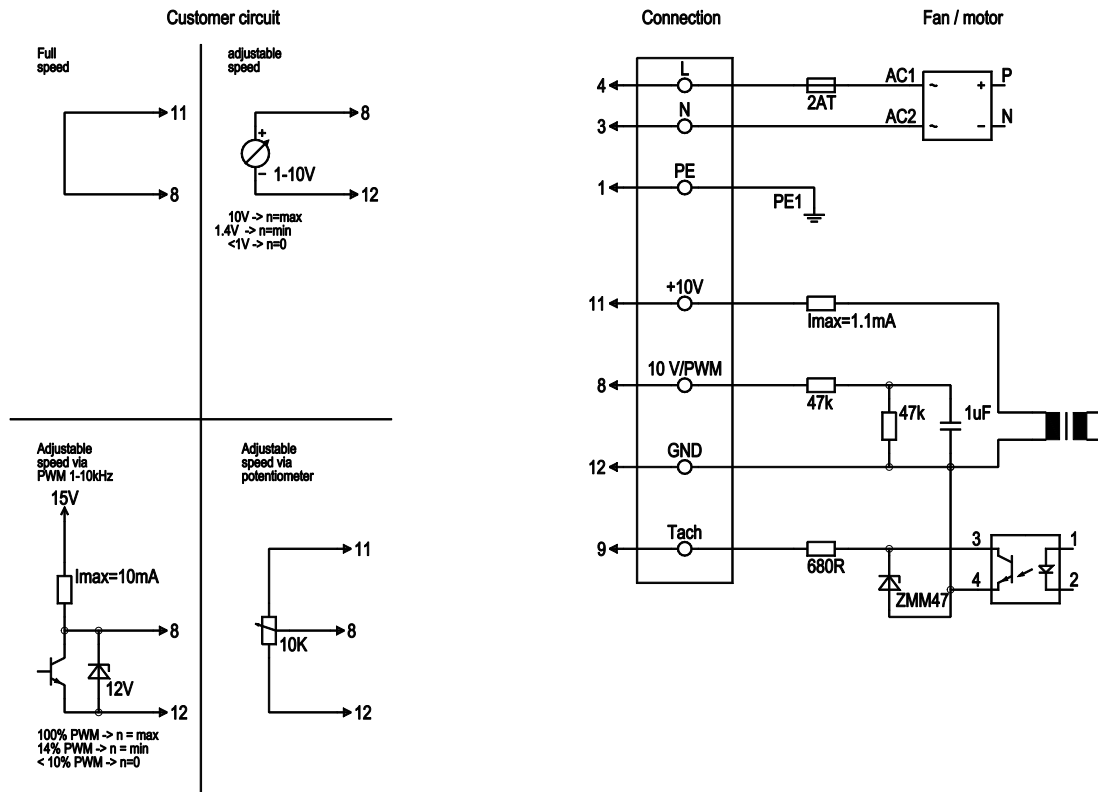 Customer circuit
Connection
Fan / motor
Full
speed
11
8
adjustable
speed
8
+
1-10V
−
12
10V -> n=max
1.4V -> n=min
<1V -> n=0
Adjustable
speed via
PWM 1-10kHz
15V
Imax=10mA
8
12V
12
100% PWM -> n = max
14% PWM -> n = min
< 10% PWM -> n=0
Adjustable
speed via
potentiometer
11
8
10K
12
4
L
2AT
AC1
~
+
P
3
N
AC2
~
−
N
1
PE
PE1
11
+10V
Imax=1.1mA
8
10 V/PWM
47k
47k
1uF
12
GND
9
Tach
680R
ZMM47
3
4
1
2